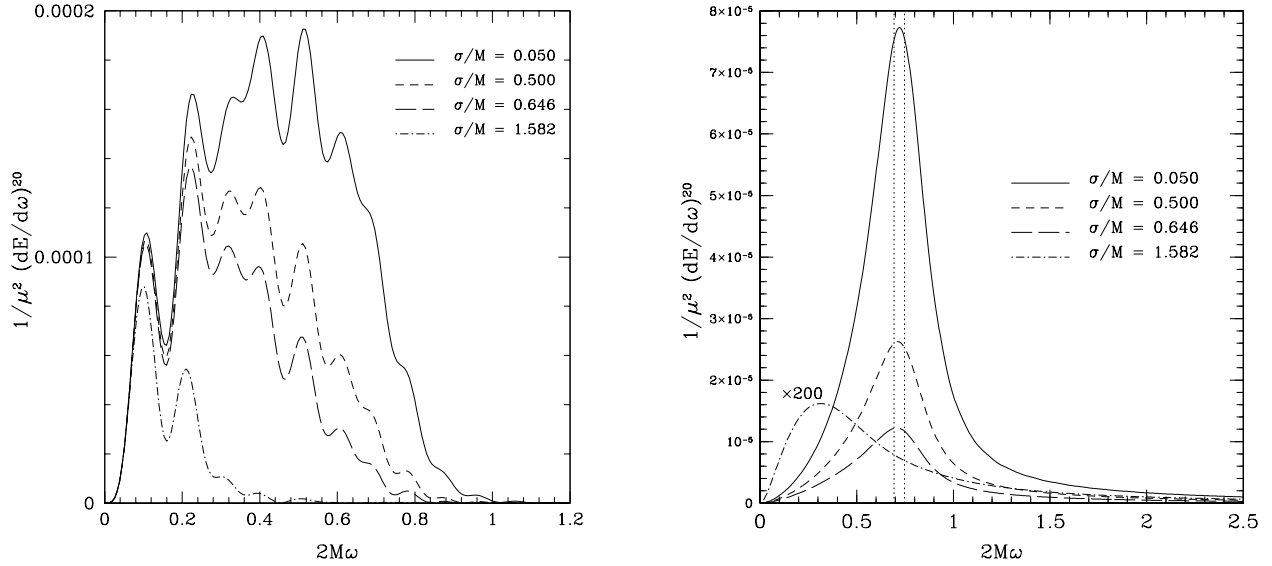 0.0002
0.0001
0
1/μ² (dE/dω)²⁰
σ/M = 0.050
σ/M = 0.500
σ/M = 0.646
σ/M = 1.582
0 0.2 0.4 0.6 0.8 1 1.2
2Mω
8×10⁻⁵
7×10⁻⁵
6×10⁻⁵
5×10⁻⁵
4×10⁻⁵
3×10⁻⁵
2×10⁻⁵
10⁻⁵
0
1/μ² (dE/dω)²⁰
σ/M = 0.050
σ/M = 0.500
σ/M = 0.646
σ/M = 1.582
×200
0 0.5 1 1.5 2 2.5
2Mω